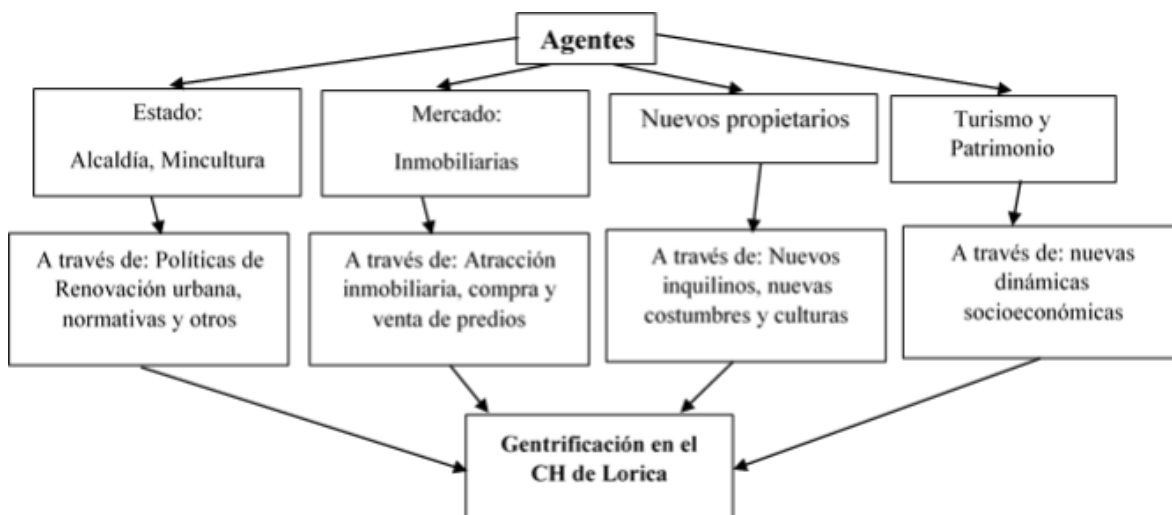 Agentes
Estado:
Alcaldía, Mincultura
Mercado:
Inmobiliarias
Nuevos propietarios
Turismo y
Patrimonio
A través de: Políticas de
Renovación urbana,
normativas y otros
A través de: Atracción
inmobiliaria, compra y
venta de predios
A través de: Nuevos
inquilinos, nuevas
costumbres y culturas
A través de: nuevas
dinámicas
socioeconómicas
Gentrificación en el
CH de Lorica